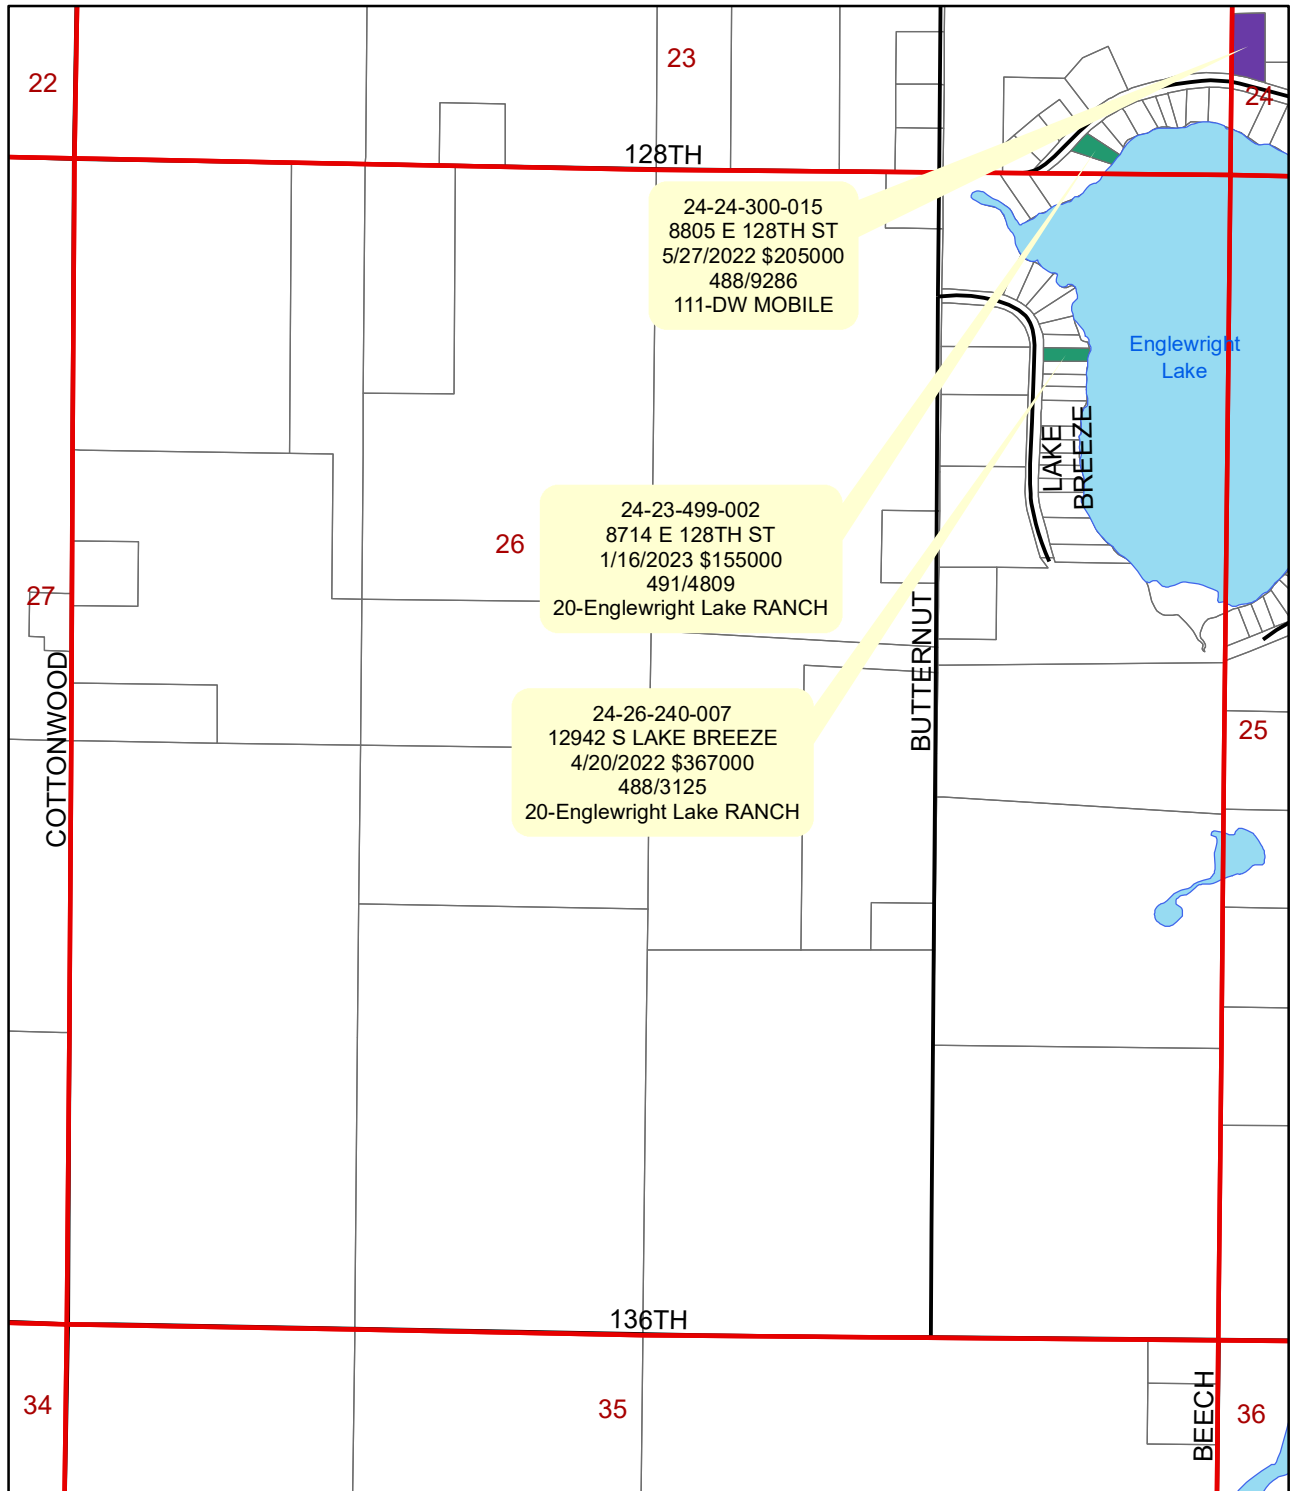 22
23
24
128TH
24-24-300-015
8805 E 128TH ST
5/27/2022 $205000
488/9286
111-DW MOBILE
Englewright
Lake
LAKE
BREEZE
24-23-499-002
8714 E 128TH ST
1/16/2023 $155000
491/4809
20-Englewright Lake RANCH
26
27
COTTONWOOD
BUTTERNUT
24-26-240-007
12942 S LAKE BREEZE
4/20/2022 $367000
488/3125
20-Englewright Lake RANCH
25
136TH
34
35
BEECH
36